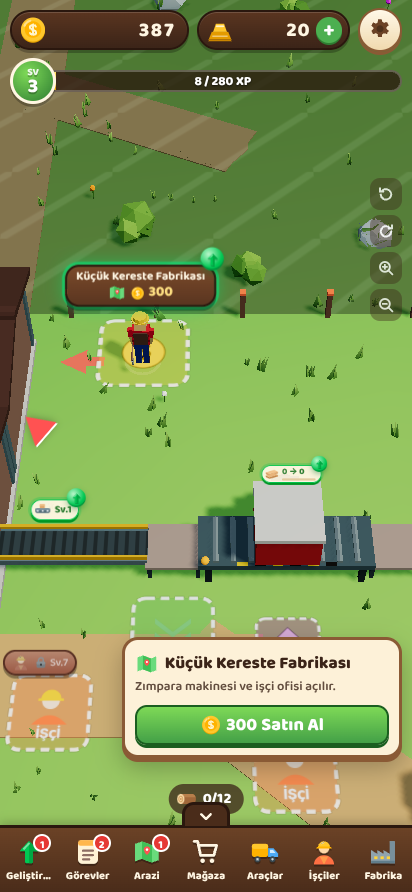 387
20
SV
3
8 / 280 XP
Küçük Kereste Fabrikası
300
0 → 0
Sv.1
Sv.7
Küçük Kereste Fabrikası
Zımpara makinesi ve işçi ofisi açılır.
300 Satın Al
işçi
işçi
0/12
1
2
1
Geliştir...
Görevler
Arazi
Mağaza
Araçlar
İşçiler
Fabrika